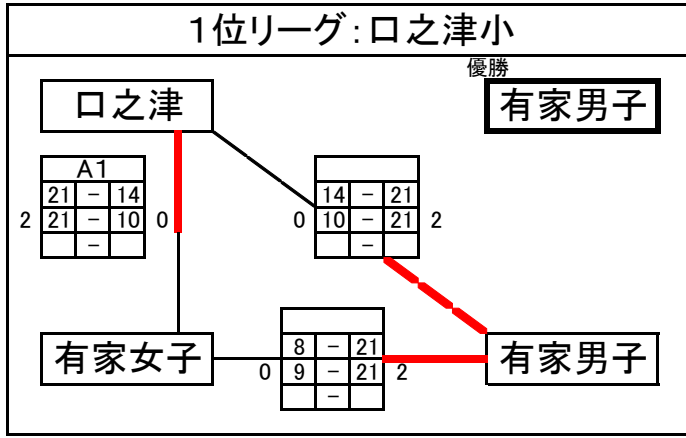 1位リーグ:口之津小
優勝
口之津
有家男子
A1
21 － 14
14 － 21
2 21 － 10 0
0 10 － 21 2
－
－
有家女子
有家男子
8 － 21
0 9 － 21 2
－